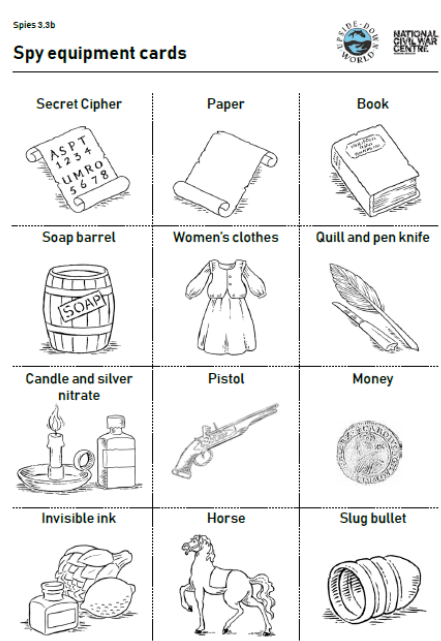 Spies 3.3b
UPSIDE-DOWN WORLD
NATIONAL
CIVIL WAR
CENTRE
Spy equipment cards
Secret Cipher
Paper
Book
ASPT
1234
UMRO
5678
Soap barrel
Women's clothes
Quill and pen knife
SOAP
Candle and silver
nitrate
Pistol
Money
Invisible ink
Horse
Slug bullet